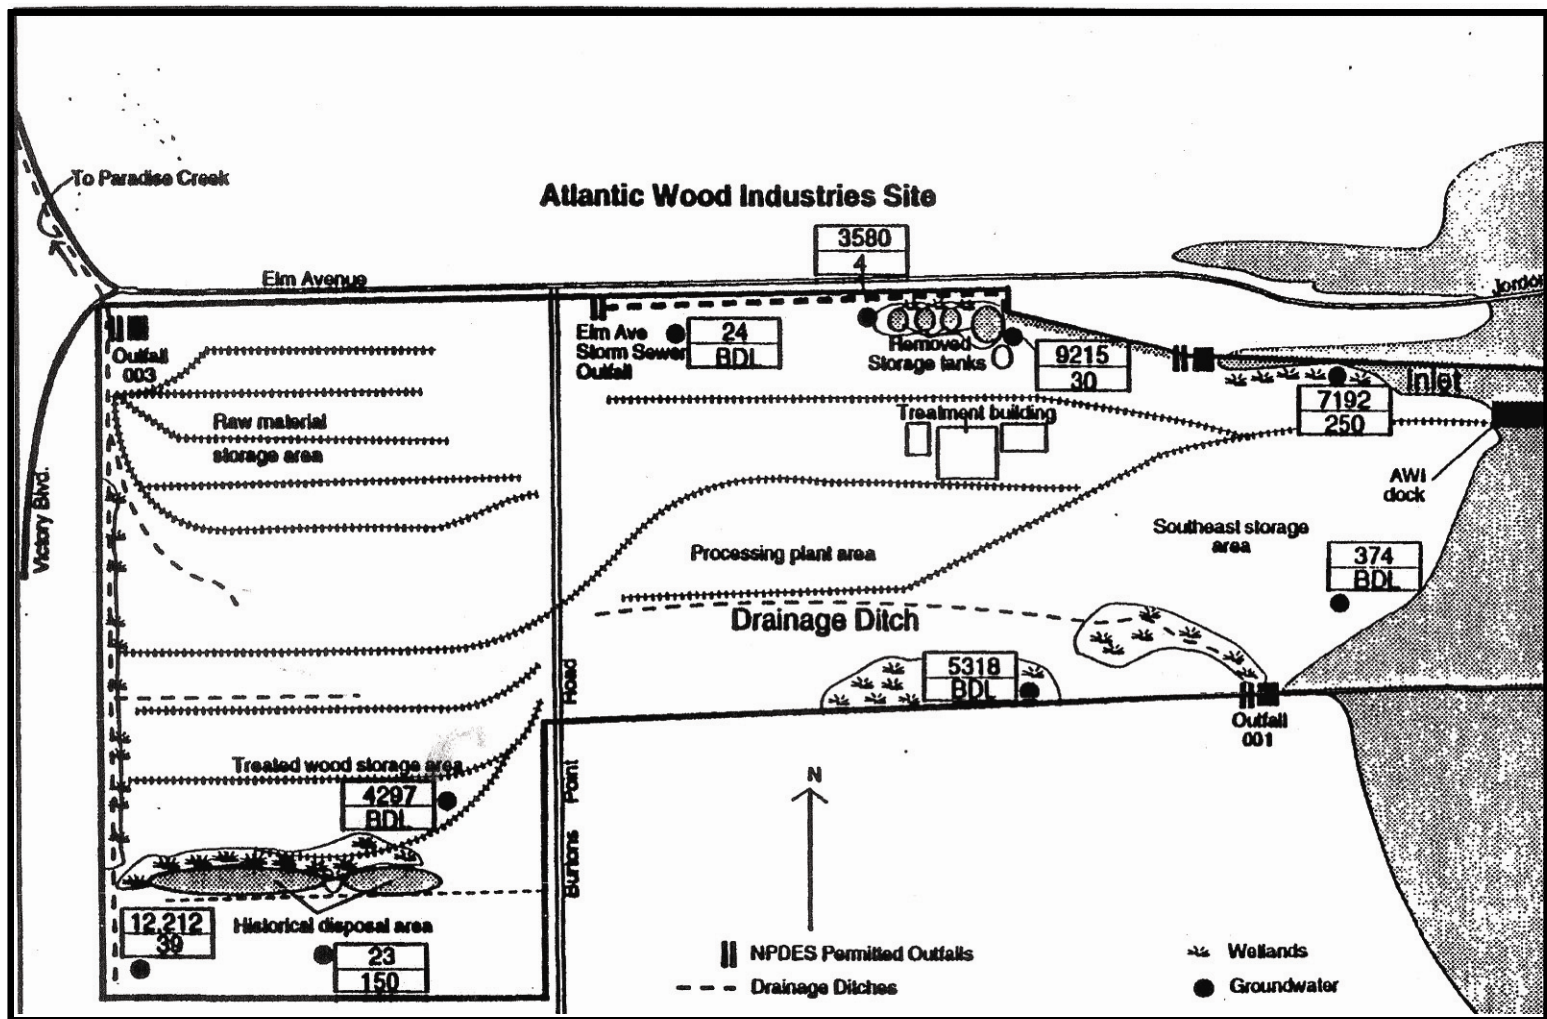 To Paradise Creek
Atlantic Wood Industries Site
3580
4
Elm Avenue
Jordon
Outfall
003
Elm Ave
Storm Sewer
Outfall
24
BDL
Removed
Storage tanks
9215
30
Inlet
7192
250
Raw material
storage area
Treatment building
AWI
dock
Victory Blvd.
Southeast storage
area
Processing plant area
374
BDL
Drainage Ditch
5318
BDL
Outfall
001
Burtons Point Road
Treated wood storage area
4297
BDL
N
12,212
39
Historical disposal area
23
150
NPDES Permitted Outfalls
Drainage Ditches
Wetlands
Groundwater